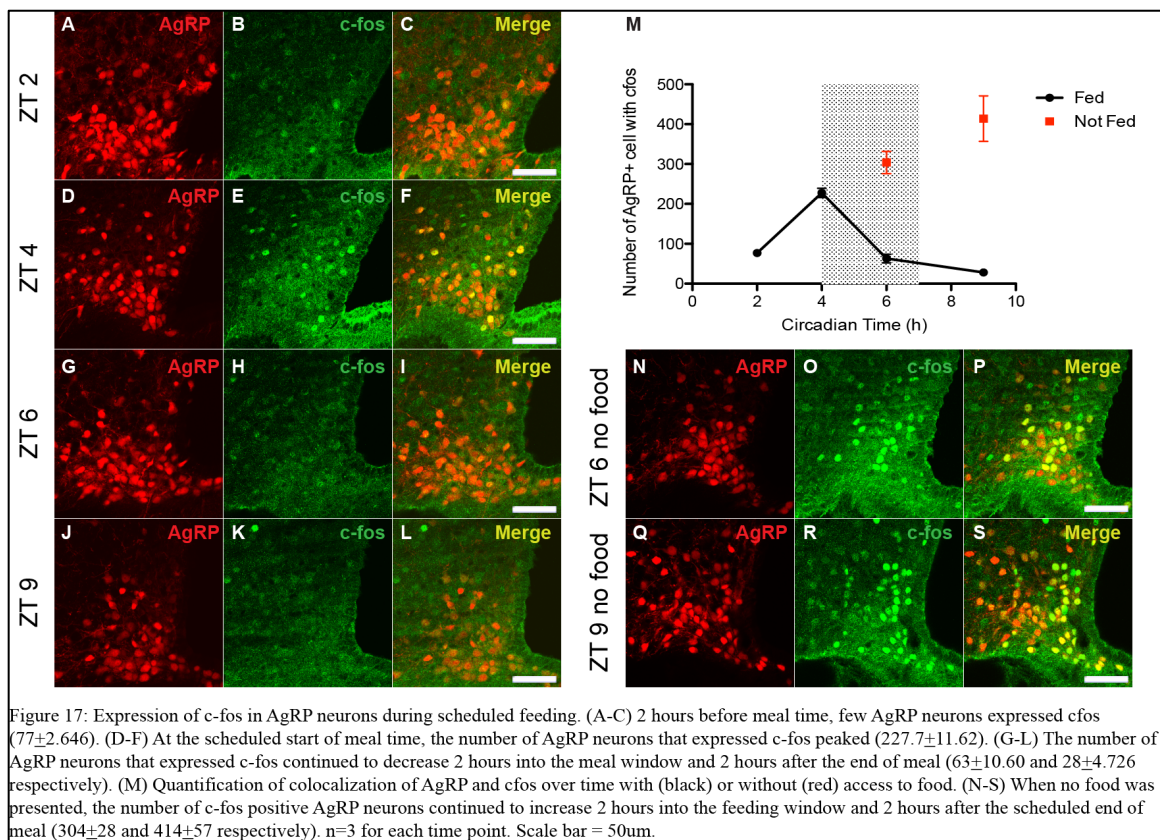 A AgRP B c-fos C Merge
ZT 2
D AgRP E c-fos F Merge
ZT 4
G AgRP H c-fos I Merge
ZT 6
J AgRP K c-fos L Merge
ZT 9
M
Number of AgRP+ cell with cfos
500
400
300
200
100
0
0 2 4 6 8 10
Circadian Time (h)
Fed
Not Fed
N AgRP O c-fos P Merge
ZT 6 no food
Q AgRP R c-fos S Merge
ZT 9 no food
Figure 17: Expression of c-fos in AgRP neurons during scheduled feeding. (A-C) 2 hours before meal time, few AgRP neurons expressed cfos
(77±2.646). (D-F) At the scheduled start of meal time, the number of AgRP neurons that expressed c-fos peaked (227.7±11.62). (G-L) The number of
AgRP neurons that expressed c-fos continued to decrease 2 hours into the meal window and 2 hours after the end of meal (63±10.60 and 28±4.726
respectively). (M) Quantification of colocalization of AgRP and cfos over time with (black) or without (red) access to food. (N-S) When no food was
presented, the number of c-fos positive AgRP neurons continued to increase 2 hours into the feeding window and 2 hours after the scheduled end of
meal (304±28 and 414±57 respectively). n=3 for each time point. Scale bar = 50um.